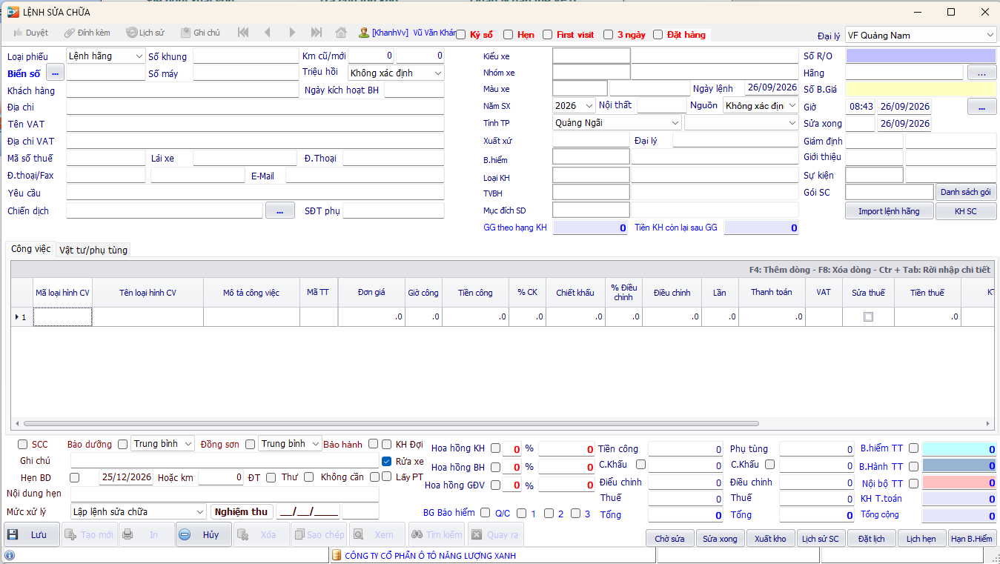 LỆNH SỬA CHỮA
Duyệt Đính kèm Lịch sử Ghi chú [KhanhVv] Vũ Văn Khán Ký số Hẹn First visit 3 ngày Đặt hàng Đại lý VF Quảng Nam
Loại phiếu Lệnh hãng Số khung Km cũ/mới 0 0 Kiểu xe Số R/O
Biển số ... Số máy Triệu hồi Không xác định Nhóm xe Hãng ...
Khách hàng Ngày kích hoạt BH Màu xe Ngày lệnh 26/09/2026 Số B.Giá
Địa chỉ Năm SX 2026 Nội thất Nguồn Không xác địn Giờ 08:43 26/09/2026 ...
Tên VAT Tỉnh TP Quảng Ngãi Sửa xong 26/09/2026
Địa chỉ VAT Xuất xứ Đại lý Giám định
Mã số thuế Lái xe Đ.Thoại B.hiểm Giới thiệu
Đ.thoại/Fax E-Mail Loại KH Sự kiện
Yêu cầu TVBH Gói SC Danh sách gói
Chiến dịch ... SĐT phụ Mục đích SD Import lệnh hãng KH SC
GG theo hạng KH 0 Tiền KH còn lại sau GG 0
Công việc Vật tư/phụ tùng
F4: Thêm dòng - F8: Xóa dòng - Ctr + Tab: Rời nhập chi tiết
Mã loại hình CV Tên loại hình CV Mô tả công việc Mã TT Đơn giá Giờ công Tiền công % CK Chiết khấu % Điều chỉnh Điều chỉnh Lần Thanh toán VAT Sửa thuế Tiền thuế KT
1 .0 .0 .0 .0 .0 .0 .0 .0 .0 .0
SCC Bảo dưỡng Trung bình Đồng sơn Trung bình Bảo hành KH Đợi Hoa hồng KH 0 % 0 Tiền công 0 Phụ tùng 0 B.hiểm TT 0
Ghi chú Rửa xe Hoa hồng BH 0 % 0 C.Khấu 0 C.Khấu 0 B.Hành TT 0
Hẹn BD 25/12/2026 Hoặc km 0 ĐT Thư Không cần Lấy PT Hoa hồng GĐV 0 % 0 Điều chỉnh 0 Điều chỉnh 0 Nội bộ TT 0
Nội dung hẹn Thuế 0 Thuế 0 KH T.toán 0
Mức xử lý Lập lệnh sửa chữa Nghiệm thu __/__/____ BG Bảo hiểm Q/C 1 2 3 Tổng 0 Tổng 0 Tổng cộng 0
Lưu Tạo mới In Hủy Xóa Sao chép Xem Tìm kiếm Quay ra Chờ sửa Sửa xong Xuất kho Lịch sử SC Đặt lịch Lịch hẹn Hạn B.Hiểm
CÔNG TY CỔ PHẦN Ô TÔ NĂNG LƯỢNG XANH